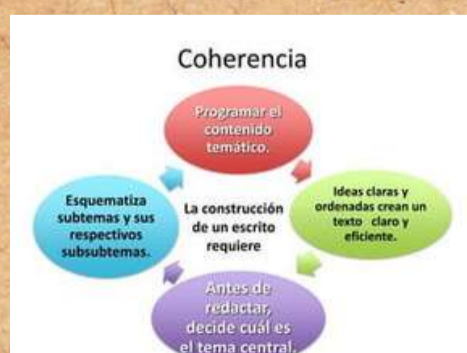 Coherencia
Programar el
contenido
temático.
Ideas claras y
ordenadas crean un
texto claro y
eficiente.
Antes de
redactar,
decide cuál es
el tema central.
Esquematiza
subtemas y sus
respectivos
subsubtemas.
La construcción
de un escrito
requiere